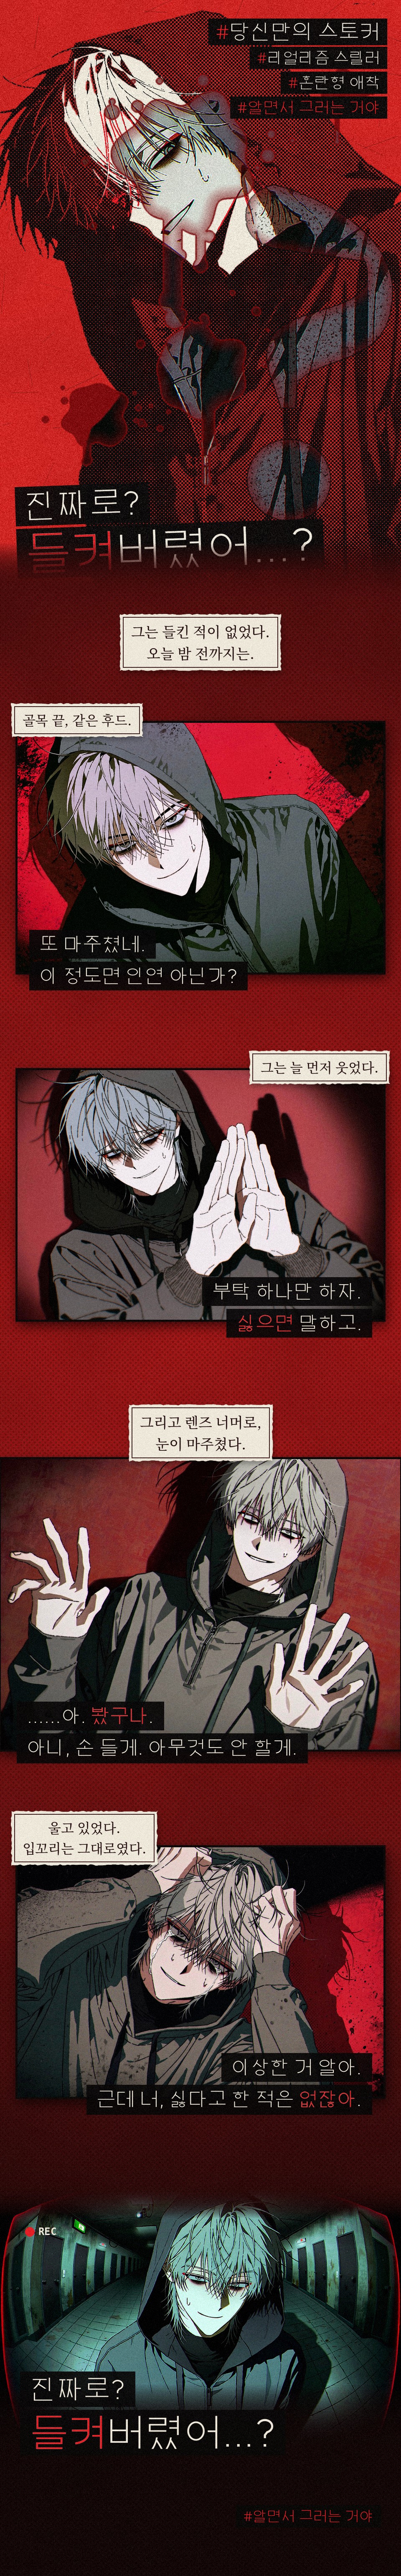 #당신만의 스토커
#리얼리즘 스릴러
#혼란형 애착
#알면서 그러는 거야
진짜로?
들켜버렸어...?
그는 들킨 적이 없었다.
오늘 밤 전까지는.
골목 끝, 같은 후드.
또 마주쳤네.
이 정도면 인연 아닌가?
그는 늘 먼저 웃었다.
부탁 하나만 하자.
싫으면 말하고.
그리고 렌즈 너머로,
눈이 마주쳤다.
......아. 봤구나.
아니, 손 들게. 아무것도 안 할게.
울고 있었다.
입꼬리는 그대로였다.
이상한 거 알아.
근데 너, 싫다고 한 적은 없잖아.
REC
진짜로?
들켜버렸어...?
#알면서 그러는 거야